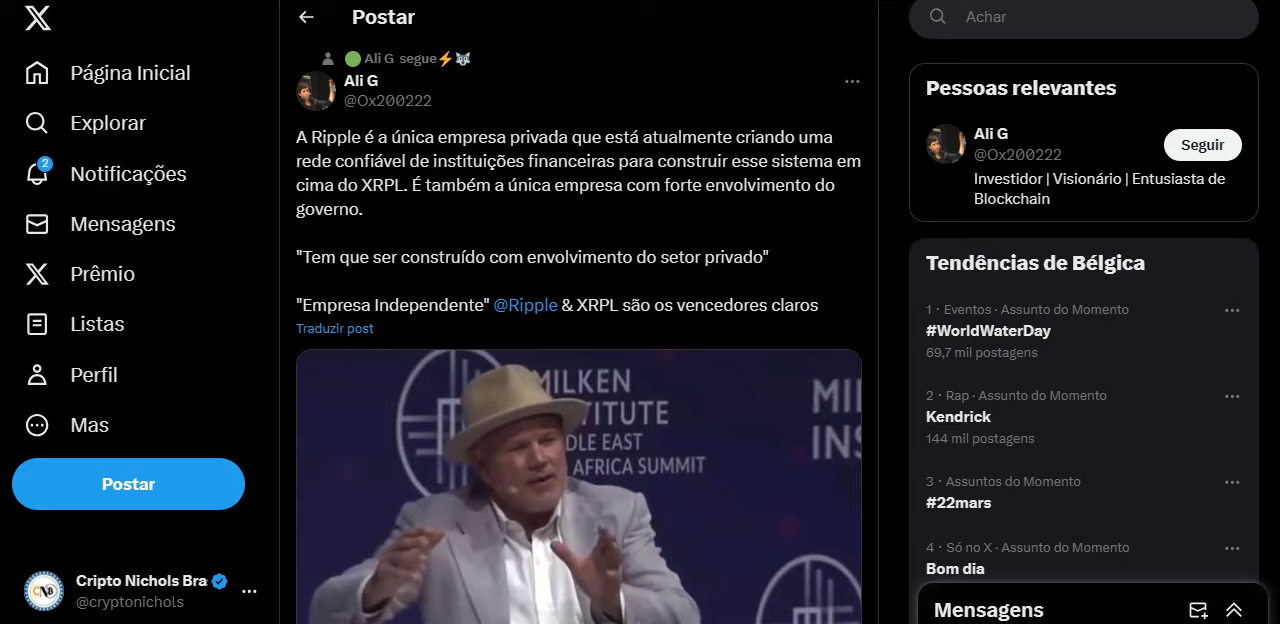 Página Inicial
Explorar
2
Notificações
Mensagens
Prêmio
Listas
Perfil
Mas
Postar
Cripto Nichols Bra
@cryptonichols
Postar
Ali G segue
Ali G
@Ox200222
A Ripple é a única empresa privada que está atualmente criando uma
rede confiável de instituições financeiras para construir esse sistema em
cima do XRPL. É também a única empresa com forte envolvimento do
governo.
"Tem que ser construído com envolvimento do setor privado"
"Empresa Independente" @Ripple & XRPL são os vencedores claros
Traduzir post
MILKEN
TITUTE
DLE EAST
AFRICA SUMMIT
MIL
INS
Achar
Pessoas relevantes
Ali G
@Ox200222
Seguir
Investidor | Visionário | Entusiasta de
Blockchain
Tendências de Bélgica
1 · Eventos · Assunto do Momento
#WorldWaterDay
69,7 mil postagens
2 · Rap · Assunto do Momento
Kendrick
144 mil postagens
3 · Assuntos do Momento
#22mars
4 · Só no X · Assunto do Momento
Bom dia
Mensagens